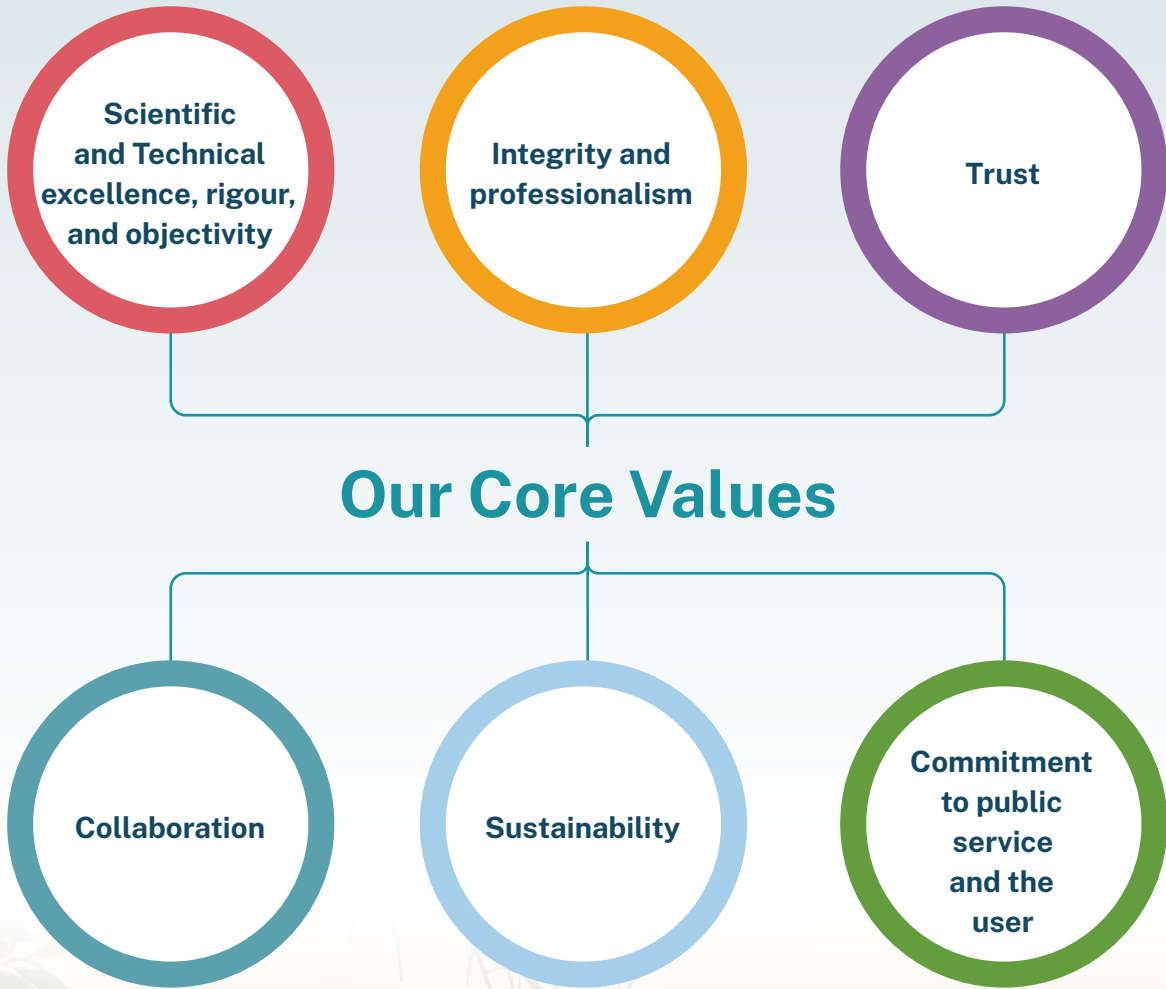 Scientific
and Technical
excellence, rigour,
and objectivity
Integrity and
professionalism
Trust
Our Core Values
Collaboration
Sustainability
Commitment
to public
service
and the
user